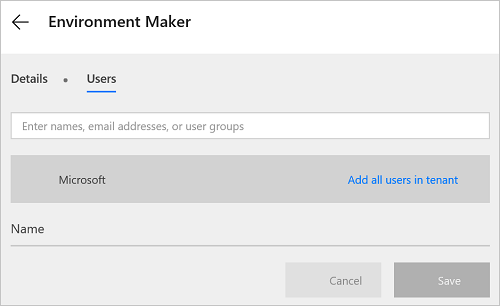 Environment Maker
Details • Users
Enter names, email addresses, or user groups
Microsoft Add all users in tenant
Name
Cancel Save